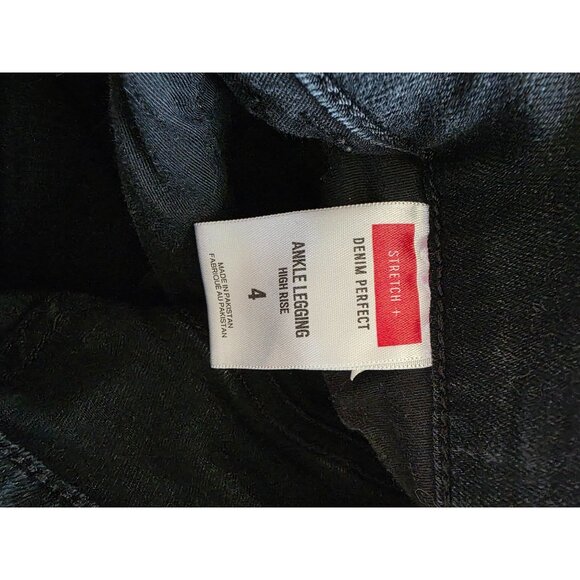 STRETCH +
DENIM PERFECT
ANKLE LEGGING
HIGH RISE
4
MADE IN PAKISTAN
FABRIQUÉ AU PAKISTAN